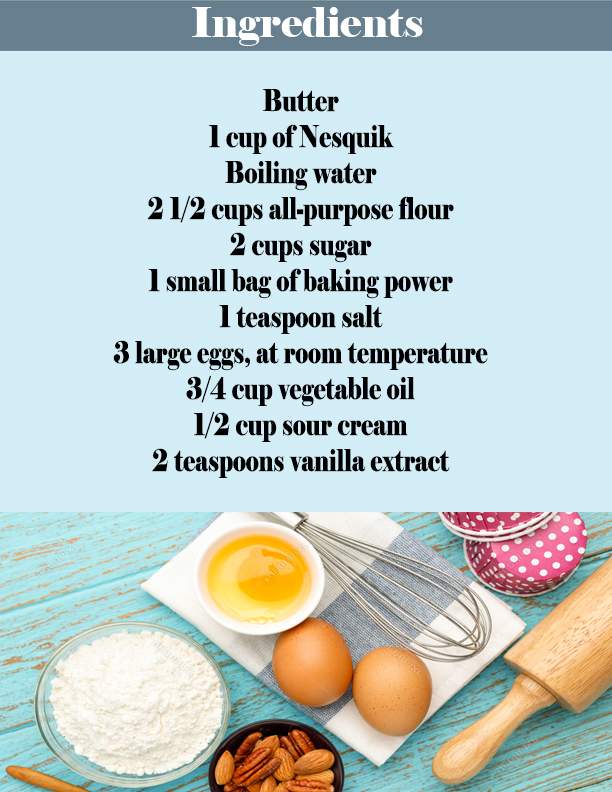 Ingredients
Butter
1 cup of Nesquik
Boiling water
2 1/2 cups all-purpose flour
2 cups sugar
1 small bag of baking power
1 teaspoon salt
3 large eggs, at room temperature
3/4 cup vegetable oil
1/2 cup sour cream
2 teaspoons vanilla extract